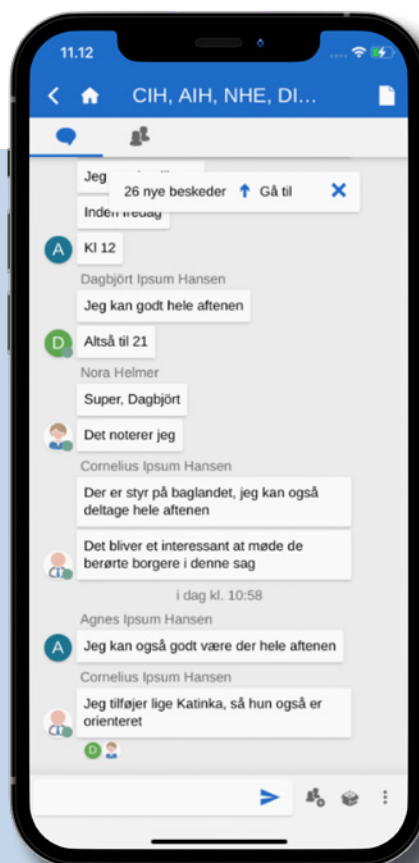 11.12
CIH, AIH, NHE, DI...
Jeg
26 nye beskeder Gå til
Inden fredag
A Kl 12
Dagbjört Ipsum Hansen
Jeg kan godt hele aftenen
D Altså til 21
Nora Helmer
Super, Dagbjört
Det noterer jeg
Cornelius Ipsum Hansen
Der er styr på baglandet, jeg kan også
deltage hele aftenen
Det bliver et interessant at møde de
berørte borgere i denne sag
i dag kl. 10:58
Agnes Ipsum Hansen
A Jeg kan også godt være der hele aftenen
Cornelius Ipsum Hansen
Jeg tilføjer lige Katinka, så hun også er
orienteret
D